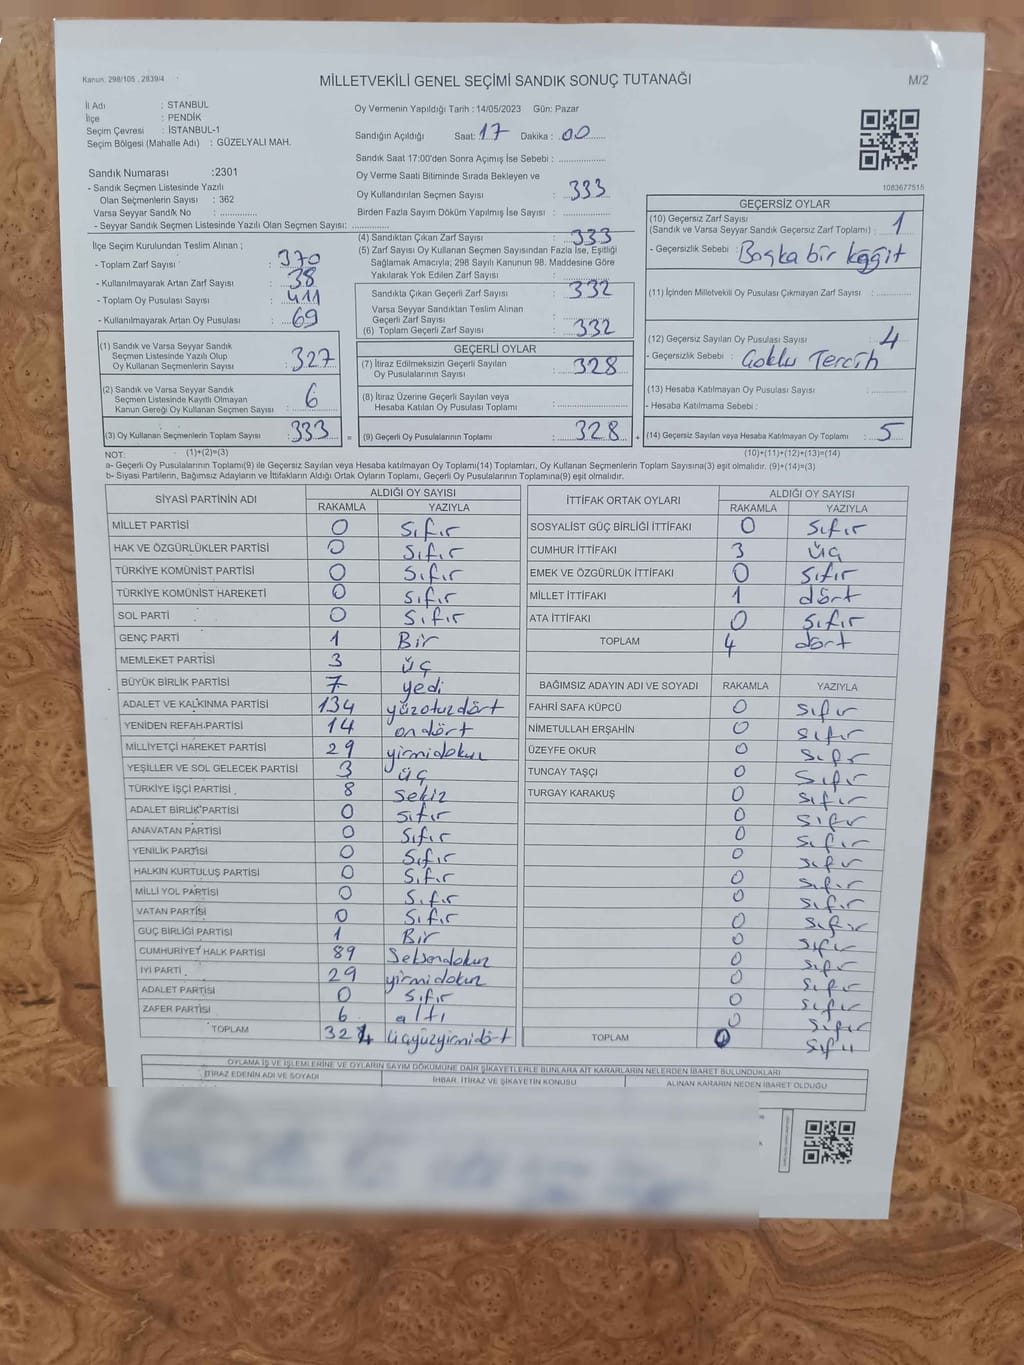 Kanun: 298/105 , 2839/4
MİLLETVEKİLİ GENEL SEÇİMİ SANDIK SONUÇ TUTANAĞI
M/2
İl Adı : STANBUL
İlçe : PENDİK
Seçim Çevresi : İSTANBUL-1
Seçim Bölgesi (Mahalle Adı) : GÜZELYALI MAH.
Oy Vermenin Yapıldığı Tarih : 14/05/2023 Gün: Pazar
Sandığın Açıldığı Saat: 17 Dakika : 00
Sandık Saat 17:00'den Sonra Açımış İse Sebebi :
Sandık Numarası :2301
- Sandık Seçmen Listesinde Yazılı
Olan Seçmenlerin Sayısı : 362
Varsa Seyyar Sandık No :
- Seyyar Sandık Seçmen Listesinde Yazılı Olan Seçmen Sayısı:
Oy Verme Saati Bitiminde Sırada Bekleyen ve
Oy Kullandırılan Seçmen Sayısı : 333
Birden Fazla Sayım Döküm Yapılmış İse Sayısı :
1083677515
İlçe Seçim Kurulundan Teslim Alınan ;
- Toplam Zarf Sayısı : 370
- Kullanılmayarak Artan Zarf Sayısı : 38
- Toplam Oy Pusulası Sayısı : 411
- Kullanılmayarak Artan Oy Pusulası : 69
(4) Sandıktan Çıkan Zarf Sayısı : 333
(5) Zarf Sayısı Oy Kullanan Seçmen Sayısından Fazla İse, Eşitliği
Sağlamak Amacıyla; 298 Sayılı Kanunun 98. Maddesine Göre
Yakılarak Yok Edilen Zarf Sayısı :
Sandıkta Çıkan Geçerli Zarf Sayısı : 332
Varsa Seyyar Sandıktan Teslim Alınan
Geçerli Zarf Sayısı :
(6) Toplam Geçerli Zarf Sayısı : 332
GEÇERSİZ OYLAR
(10) Geçersiz Zarf Sayısı
(Sandık ve Varsa Seyyar Sandık Geçersiz Zarf Toplamı) : 1
- Geçersizlik Sebebi : Başka bir kağıt
(11) İçinden Milletvekili Oy Pusulası Çıkmayan Zarf Sayısı :
(12) Geçersiz Sayılan Oy Pusulası Sayısı : 4
- Geçersizlik Sebebi : Çoklu Tercih
(13) Hesaba Katılmayan Oy Pusulası Sayısı :
- Hesaba Katılmama Sebebi :
(14) Geçersiz Sayılan veya Hesaba Katılmayan Oy Toplamı : 5
(10)+(11)+(12)+(13)=(14)
(1) Sandık ve Varsa Seyyar Sandık
Seçmen Listesinde Yazılı Olup
Oy Kullanan Seçmenlerin Sayısı : 327
(2) Sandık ve Varsa Seyyar Sandık
Seçmen Listesinde Kayıtlı Olmayan
Kanun Gereği Oy Kullanan Seçmen Sayısı : 6
(3) Oy Kullanan Seçmenlerin Toplam Sayısı : 333 =
GEÇERLİ OYLAR
(7) İtiraz Edilmeksizin Geçerli Sayılan
Oy Pusulalarının Sayısı : 328
(8) İtiraz Üzerine Geçerli Sayılan veya
Hesaba Katılan Oy Pusulası Toplamı :
(9) Geçerli Oy Pusulalarının Toplamı : 328 +
NOT: (1)+(2)=(3)
a- Geçerli Oy Pusulalarının Toplamı(9) ile Geçersiz Sayılan veya Hesaba katılmayan Oy Toplamı(14) Toplamları, Oy Kullanan Seçmenlerin Toplam Sayısına(3) eşit olmalıdır. (9)+(14)=(3)
b- Siyasi Partilerin, Bağımsız Adayların ve İttifakların Aldığı Ortak Oyların Toplamı, Geçerli Oy Pusulalarının Toplamına(9) eşit olmalıdır.
SİYASİ PARTİNİN ADI ALDIĞI OY SAYISI
RAKAMLA YAZIYLA
MİLLET PARTİSİ 0 sıfır
HAK VE ÖZGÜRLÜKLER PARTİSİ 0 sıfır
TÜRKİYE KOMÜNİST PARTİSİ 0 sıfır
TÜRKİYE KOMÜNİST HAREKETİ 0 sıfır
SOL PARTİ 0 sıfır
GENÇ PARTİ 1 Bir
MEMLEKET PARTİSİ 3 üç
BÜYÜK BİRLİK PARTİSİ 7 yedi
ADALET VE KALKINMA PARTİSİ 134 yüzotuzdört
YENİDEN REFAH PARTİSİ 14 ondört
MİLLİYETÇİ HAREKET PARTİSİ 29 yirmidokuz
YEŞİLLER VE SOL GELECEK PARTİSİ 3 üç
TÜRKİYE İŞÇİ PARTİSİ 8 sekiz
ADALET BİRLİK PARTİSİ 0 sıfır
ANAVATAN PARTİSİ 0 sıfır
YENİLİK PARTİSİ 0 sıfır
HALKIN KURTULUŞ PARTİSİ 0 sıfır
MİLLİ YOL PARTİSİ 0 sıfır
VATAN PARTİSİ 0 sıfır
GÜÇ BİRLİĞİ PARTİSİ 1 Bir
CUMHURİYET HALK PARTİSİ 89 seksendokuz
İYİ PARTİ 29 yirmidokuz
ADALET PARTİSİ 0 sıfır
ZAFER PARTİSİ 6 altı
TOPLAM 324 üçyüzyirmidört
İTTİFAK ORTAK OYLARI ALDIĞI OY SAYISI
RAKAMLA YAZIYLA
SOSYALİST GÜÇ BİRLİĞİ İTTİFAKI 0 sıfır
CUMHUR İTTİFAKI 3 üç
EMEK VE ÖZGÜRLÜK İTTİFAKI 0 sıfır
MİLLET İTTİFAKI 1 dört
ATA İTTİFAKI 0 sıfır
TOPLAM 4 dört
BAĞIMSIZ ADAYIN ADI VE SOYADI RAKAMLA YAZIYLA
FAHRİ SAFA KÜPCÜ 0 sıfır
NİMETULLAH ERŞAHİN 0 sıfır
ÜZEYFE OKUR 0 sıfır
TUNCAY TAŞÇI 0 sıfır
TURGAY KARAKUŞ 0 sıfır
0 sıfır
0 sıfır
0 sıfır
0 sıfır
0 sıfır
0 sıfır
0 sıfır
0 sıfır
0 sıfır
0 sıfır
0 sıfır
TOPLAM 0 sıfır
OYLAMA İŞ VE İŞLEMLERİNE VE OYLARIN SAYIM DÖKÜMÜNE DAİR ŞİKAYETLERLE BUNLARA AİT KARARLARIN NELERDEN İBARET BULUNDUKLARI
İTİRAZ EDENİN ADI VE SOYADI İHBAR, İTİRAZ VE ŞİKAYETİN KONUSU ALINAN KARARIN NEDEN İBARET OLDUĞU